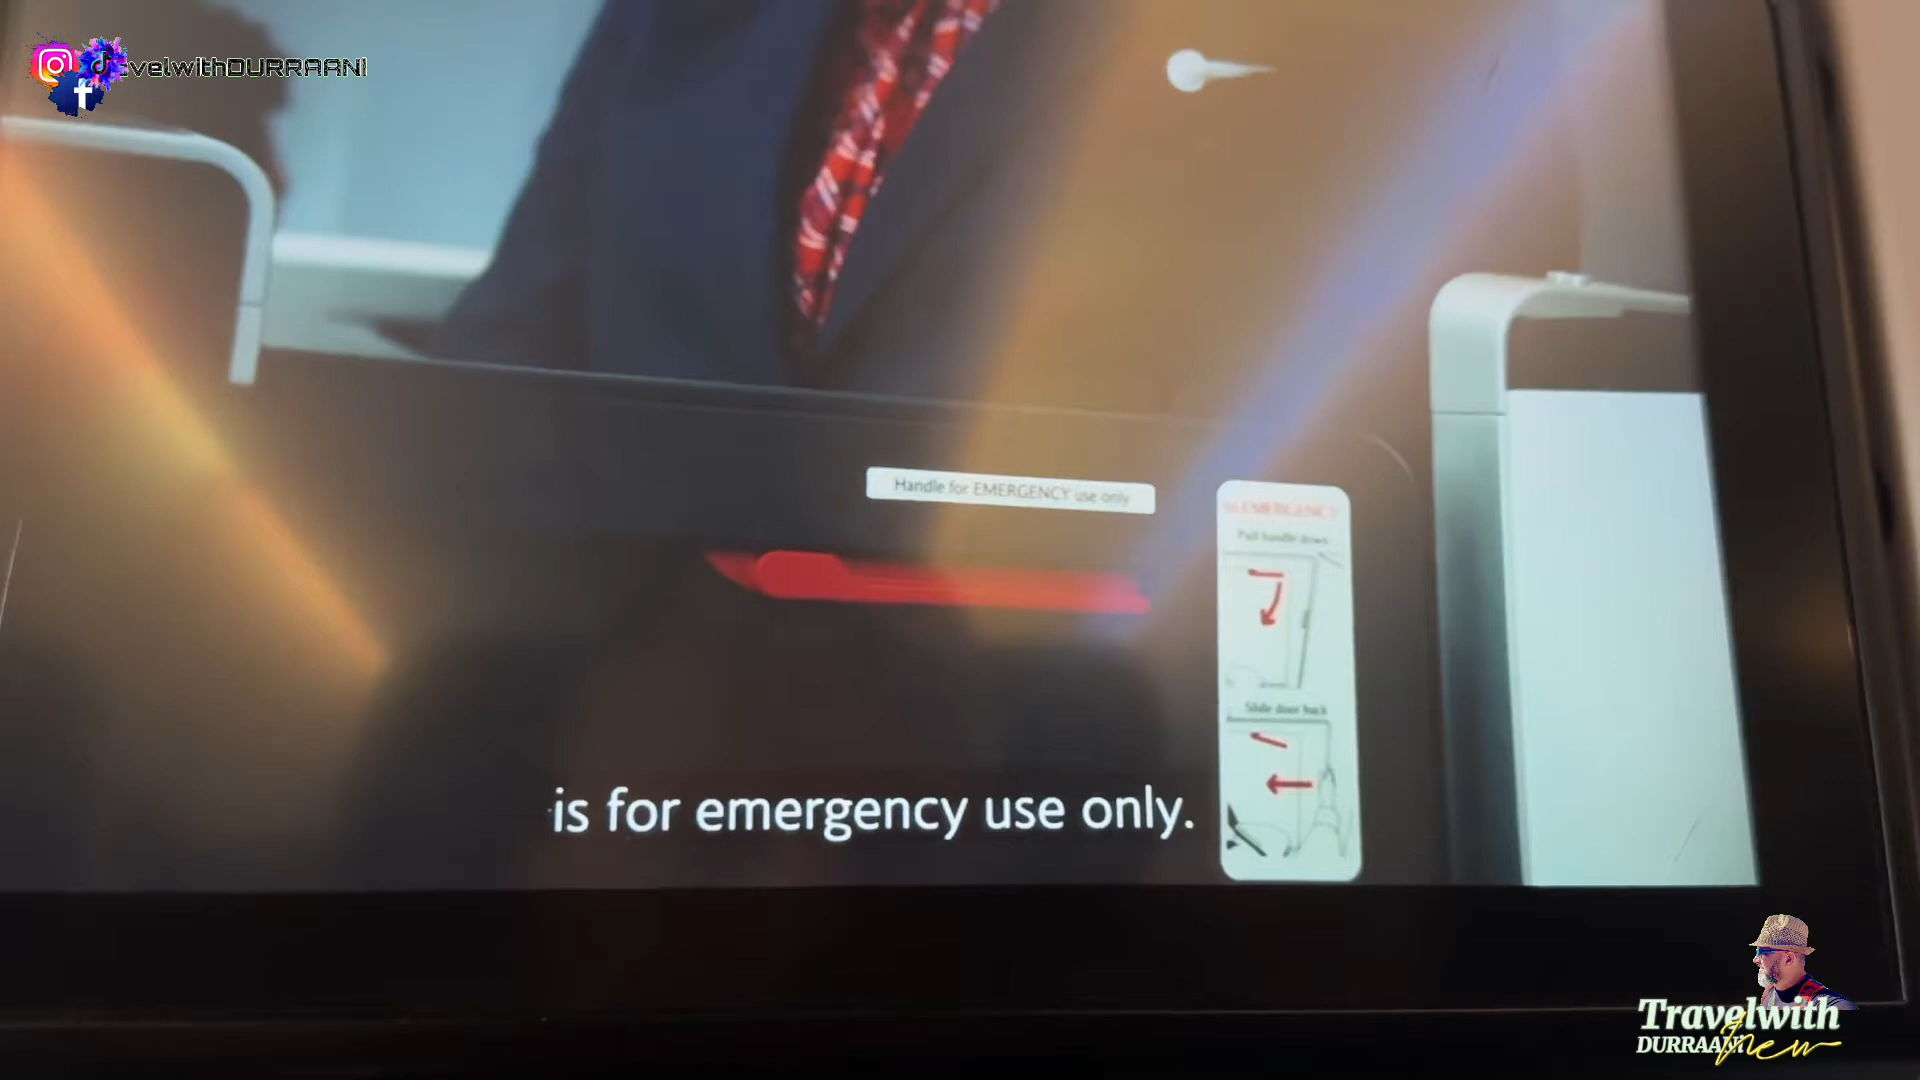 velwithDURRAANI
Handle for EMERGENCY use only
In EMERGENCY
Pull handle down
Slide door back
is for emergency use only.
Travelwith
DURRAANI